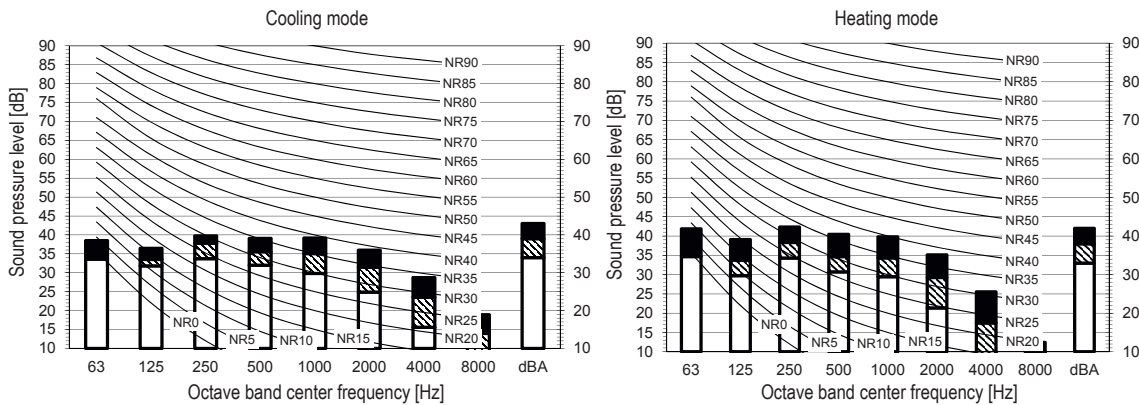 Cooling mode
Sound pressure level [dB]
90
85
80
75
70
65
60
55
50
45
40
35
30
25
20
15
10
NR90
NR85
NR80
NR75
NR70
NR65
NR60
NR55
NR50
NR45
NR40
NR35
NR30
NR25
NR20
NR0
NR5
NR10
NR15
90
80
70
60
50
40
30
20
10
63 125 250 500 1000 2000 4000 8000 dBA
Octave band center frequency [Hz]
Heating mode
Sound pressure level [dB]
90
85
80
75
70
65
60
55
50
45
40
35
30
25
20
15
10
NR90
NR85
NR80
NR75
NR70
NR65
NR60
NR55
NR50
NR45
NR40
NR35
NR30
NR25
NR20
NR0
NR5
NR10
NR15
90
80
70
60
50
40
30
20
10
63 125 250 500 1000 2000 4000 8000 dBA
Octave band center frequency [Hz]